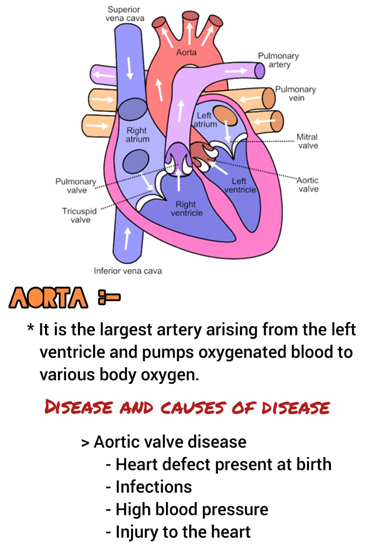 Superior
vena cava
Aorta
Pulmonary
artery
Pulmonary
vein
Left
atrium
Right
atrium
Mitral
valve
Pulmonary
valve
Aortic
valve
Left
ventricle
Tricuspid
valve
Right
ventricle
Inferior vena cava
AORTA :-
* It is the largest artery arising from the left
ventricle and pumps oxygenated blood to
various body oxygen.
DISEASE AND CAUSES OF DISEASE
> Aortic valve disease
- Heart defect present at birth
- Infections
- High blood pressure
- Injury to the heart